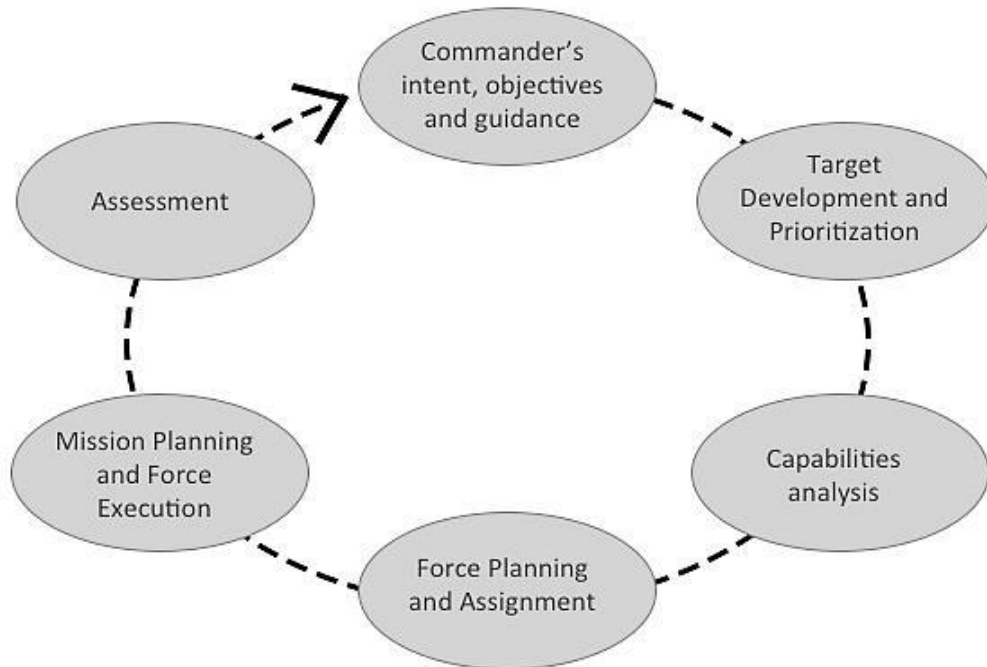 Commander’s
intent, objectives
and guidance
Target
Development and
Prioritization
Capabilities
analysis
Force Planning
and Assignment
Mission Planning
and Force
Execution
Assessment